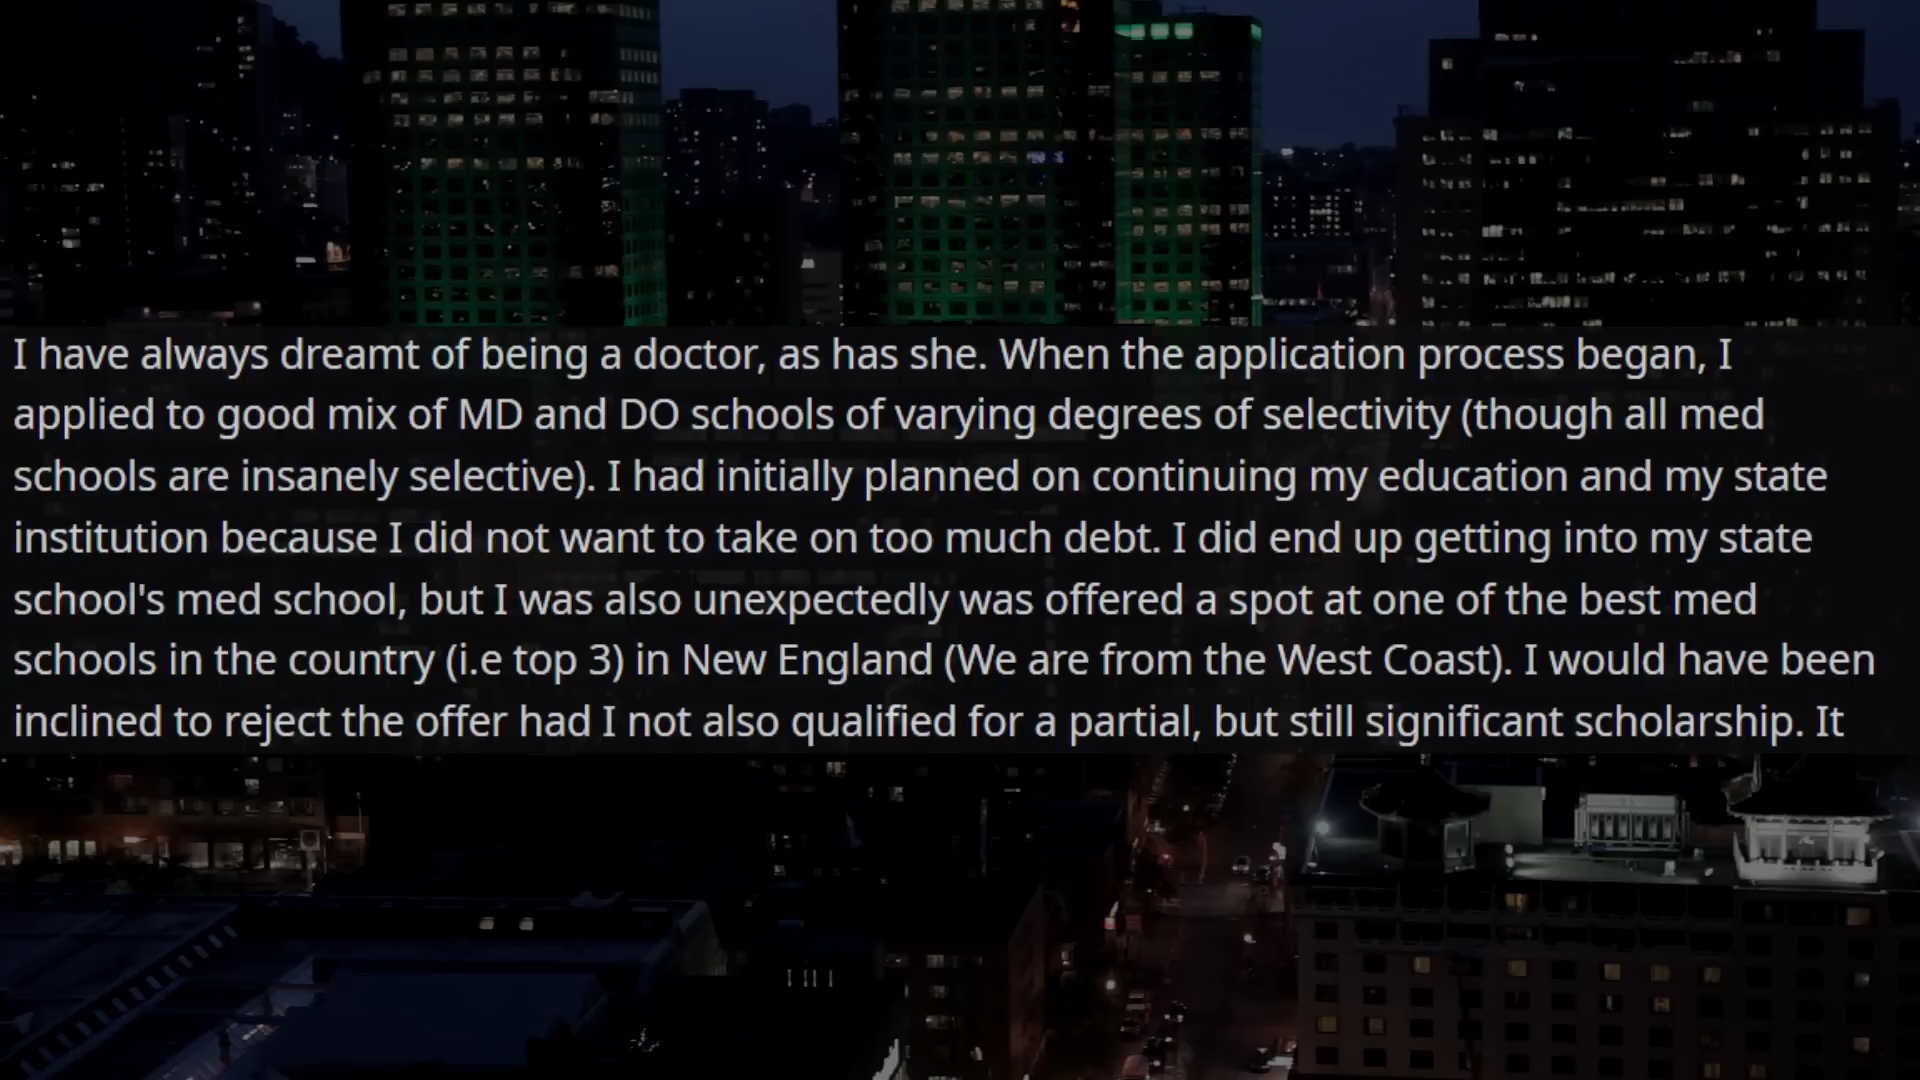 I have always dreamt of being a doctor, as has she. When the application process began, I
applied to good mix of MD and DO schools of varying degrees of selectivity (though all med
schools are insanely selective). I had initially planned on continuing my education and my state
institution because I did not want to take on too much debt. I did end up getting into my state
school's med school, but I was also unexpectedly was offered a spot at one of the best med
schools in the country (i.e top 3) in New England (We are from the West Coast). I would have been
inclined to reject the offer had I not also qualified for a partial, but still significant scholarship. It